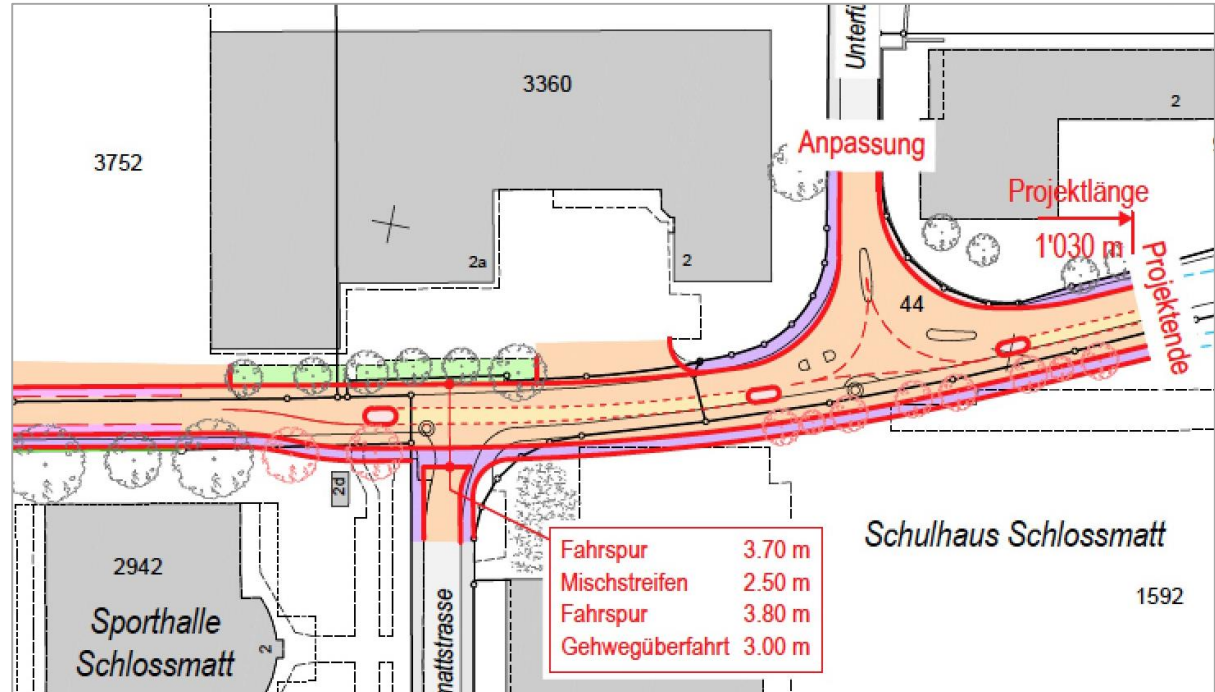 3360
3752
Unterfü
2
Anpassung
Projektlänge
1'030 m
Projektende
2a
2
44
2d
2942
Sporthalle
Schlossmatt
2
mattstrasse
Fahrspur 3.70 m
Mischstreifen 2.50 m
Fahrspur 3.80 m
Gehwegüberfahrt 3.00 m
Schulhaus Schlossmatt
1592